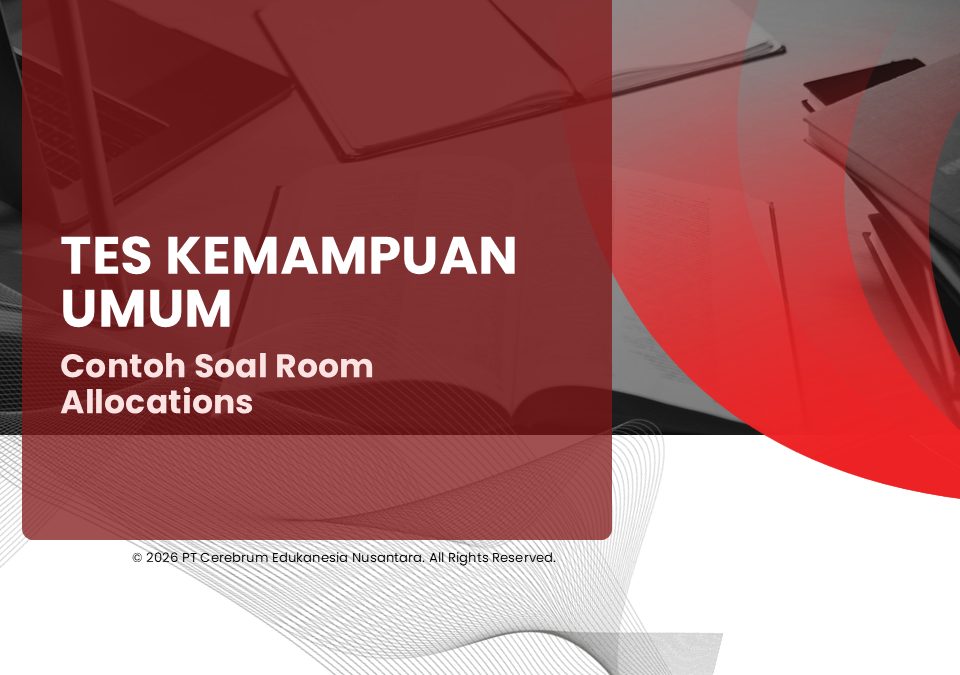 TES KEMAMPUAN
UMUM
Contoh Soal Room
Allocations
© 2026 PT Cerebrum Edukanesia Nusantara. All Rights Reserved.